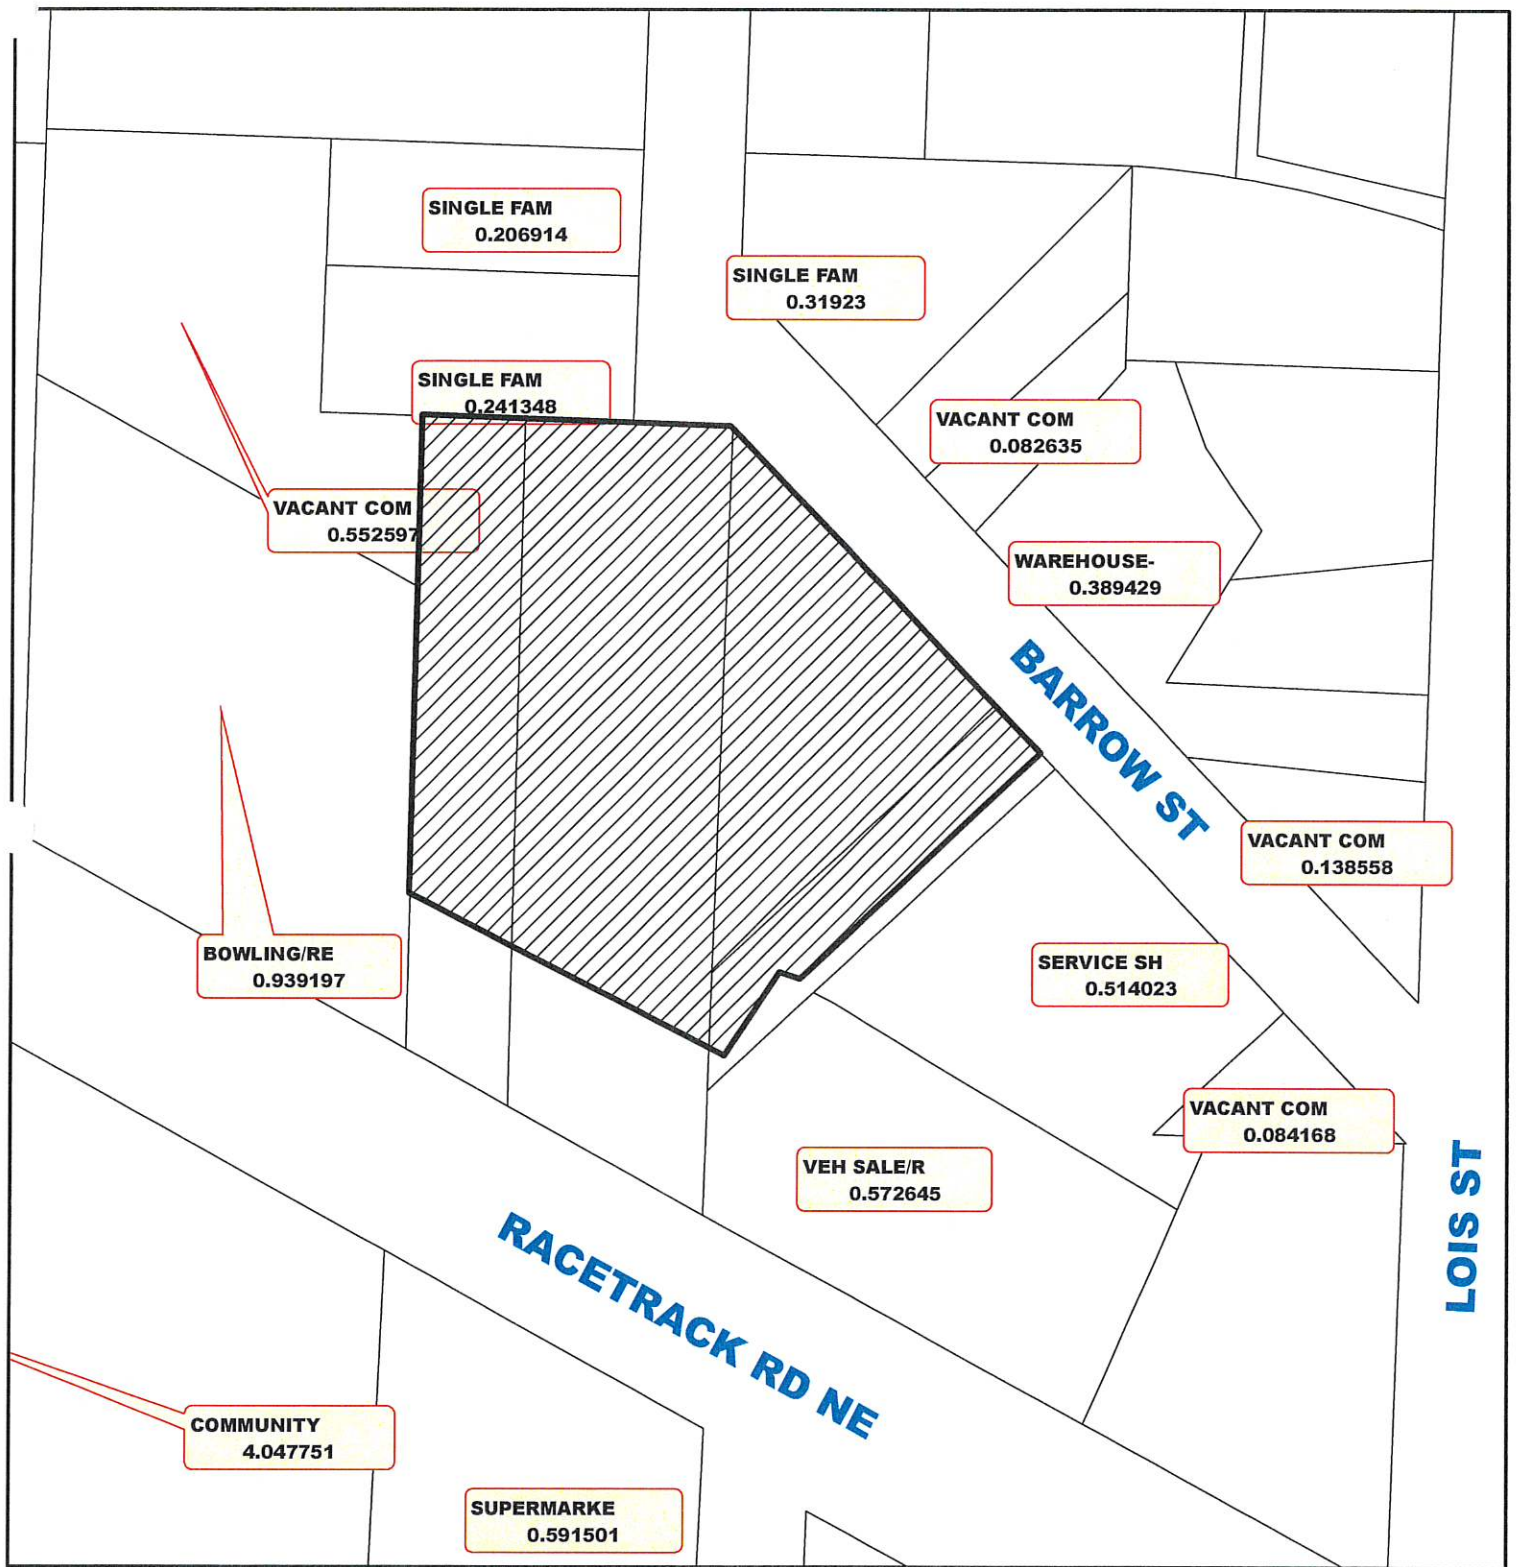 SINGLE FAM
0.206914
SINGLE FAM
0.31923
SINGLE FAM
0.241348
VACANT COM
0.082635
VACANT COM
0.552597
WAREHOUSE-
0.389429
BARROW ST
VACANT COM
0.138558
BOWLING/RE
0.939197
SERVICE SH
0.514023
VACANT COM
0.084168
VEH SALE/R
0.572645
LOIS ST
RACETRACK RD NE
COMMUNITY
4.047751
SUPERMARKE
0.591501